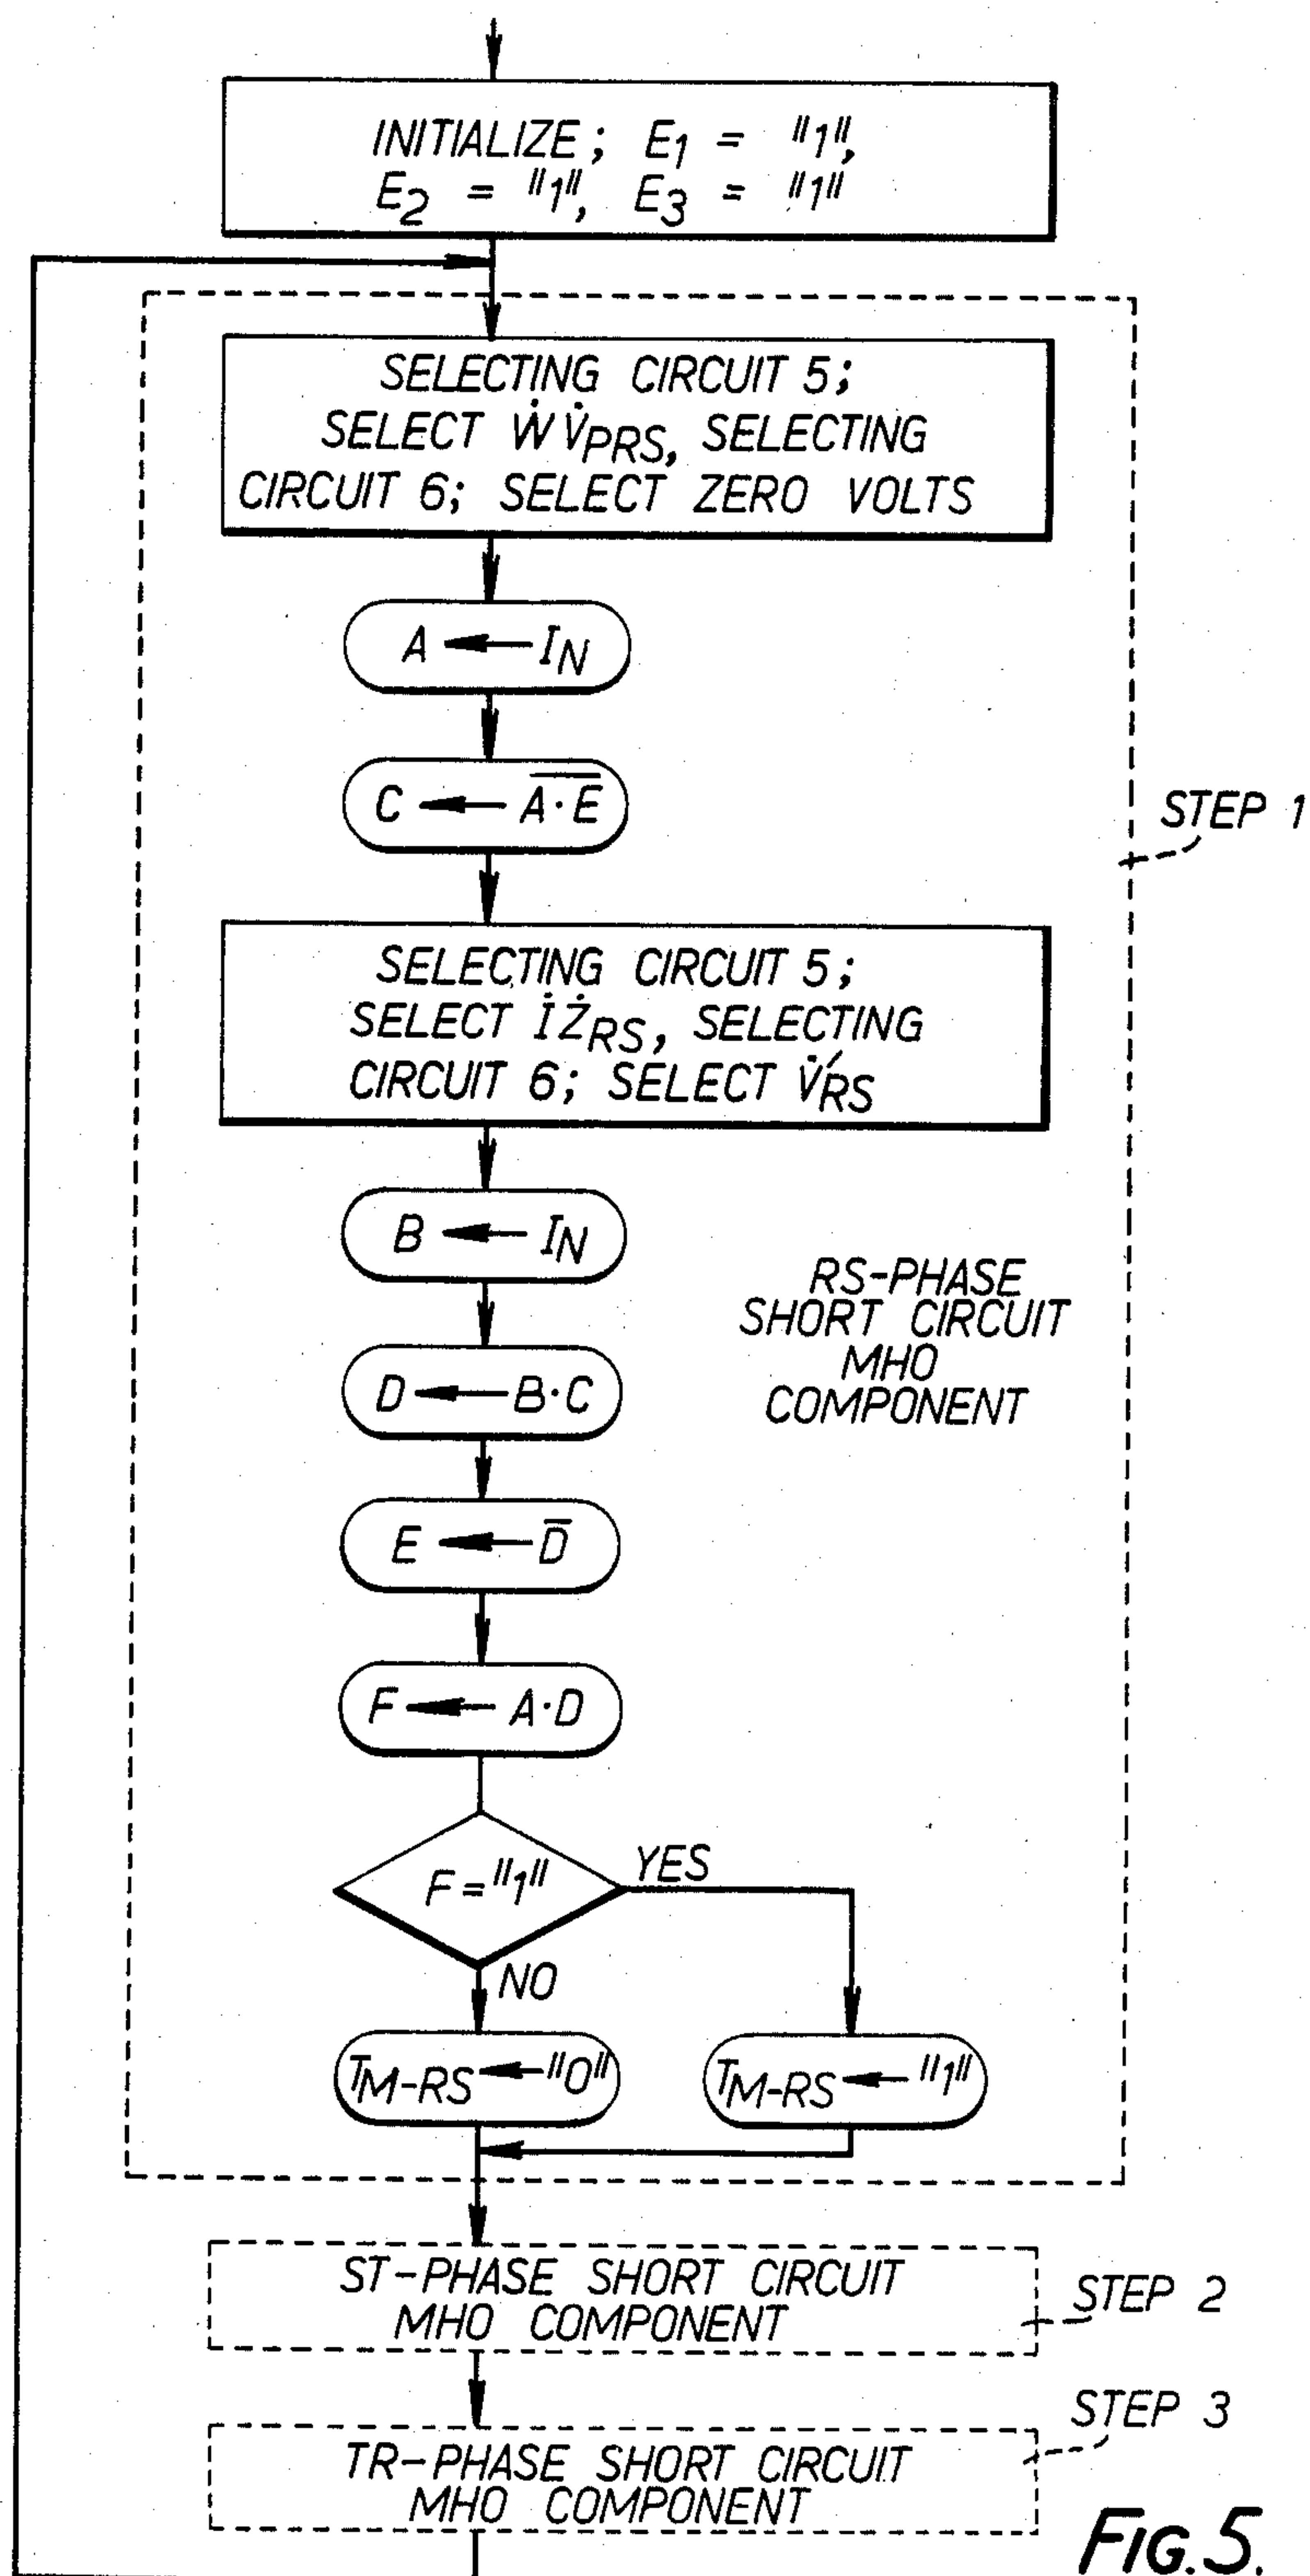 INITIALIZE; E1 = "1",
E2 = "1", E3 = "1"
SELECTING CIRCUIT 5;
SELECT ẆV̇PRS, SELECTING
CIRCUIT 6; SELECT ZERO VOLTS
A ← IN
C ← A̅·̅E̅
STEP 1
SELECTING CIRCUIT 5;
SELECT İŻRS, SELECTING
CIRCUIT 6; SELECT V̇′RS
B ← IN
RS-PHASE
SHORT CIRCUIT
MHO
COMPONENT
D ← B·C
E ← D̅
F ← A·D
F = "1"
YES
NO
TM-RS ← "0"
TM-RS ← "1"
ST-PHASE SHORT CIRCUIT
MHO COMPONENT
STEP 2
STEP 3
TR-PHASE SHORT CIRCUIT
MHO COMPONENT
FIG.5.